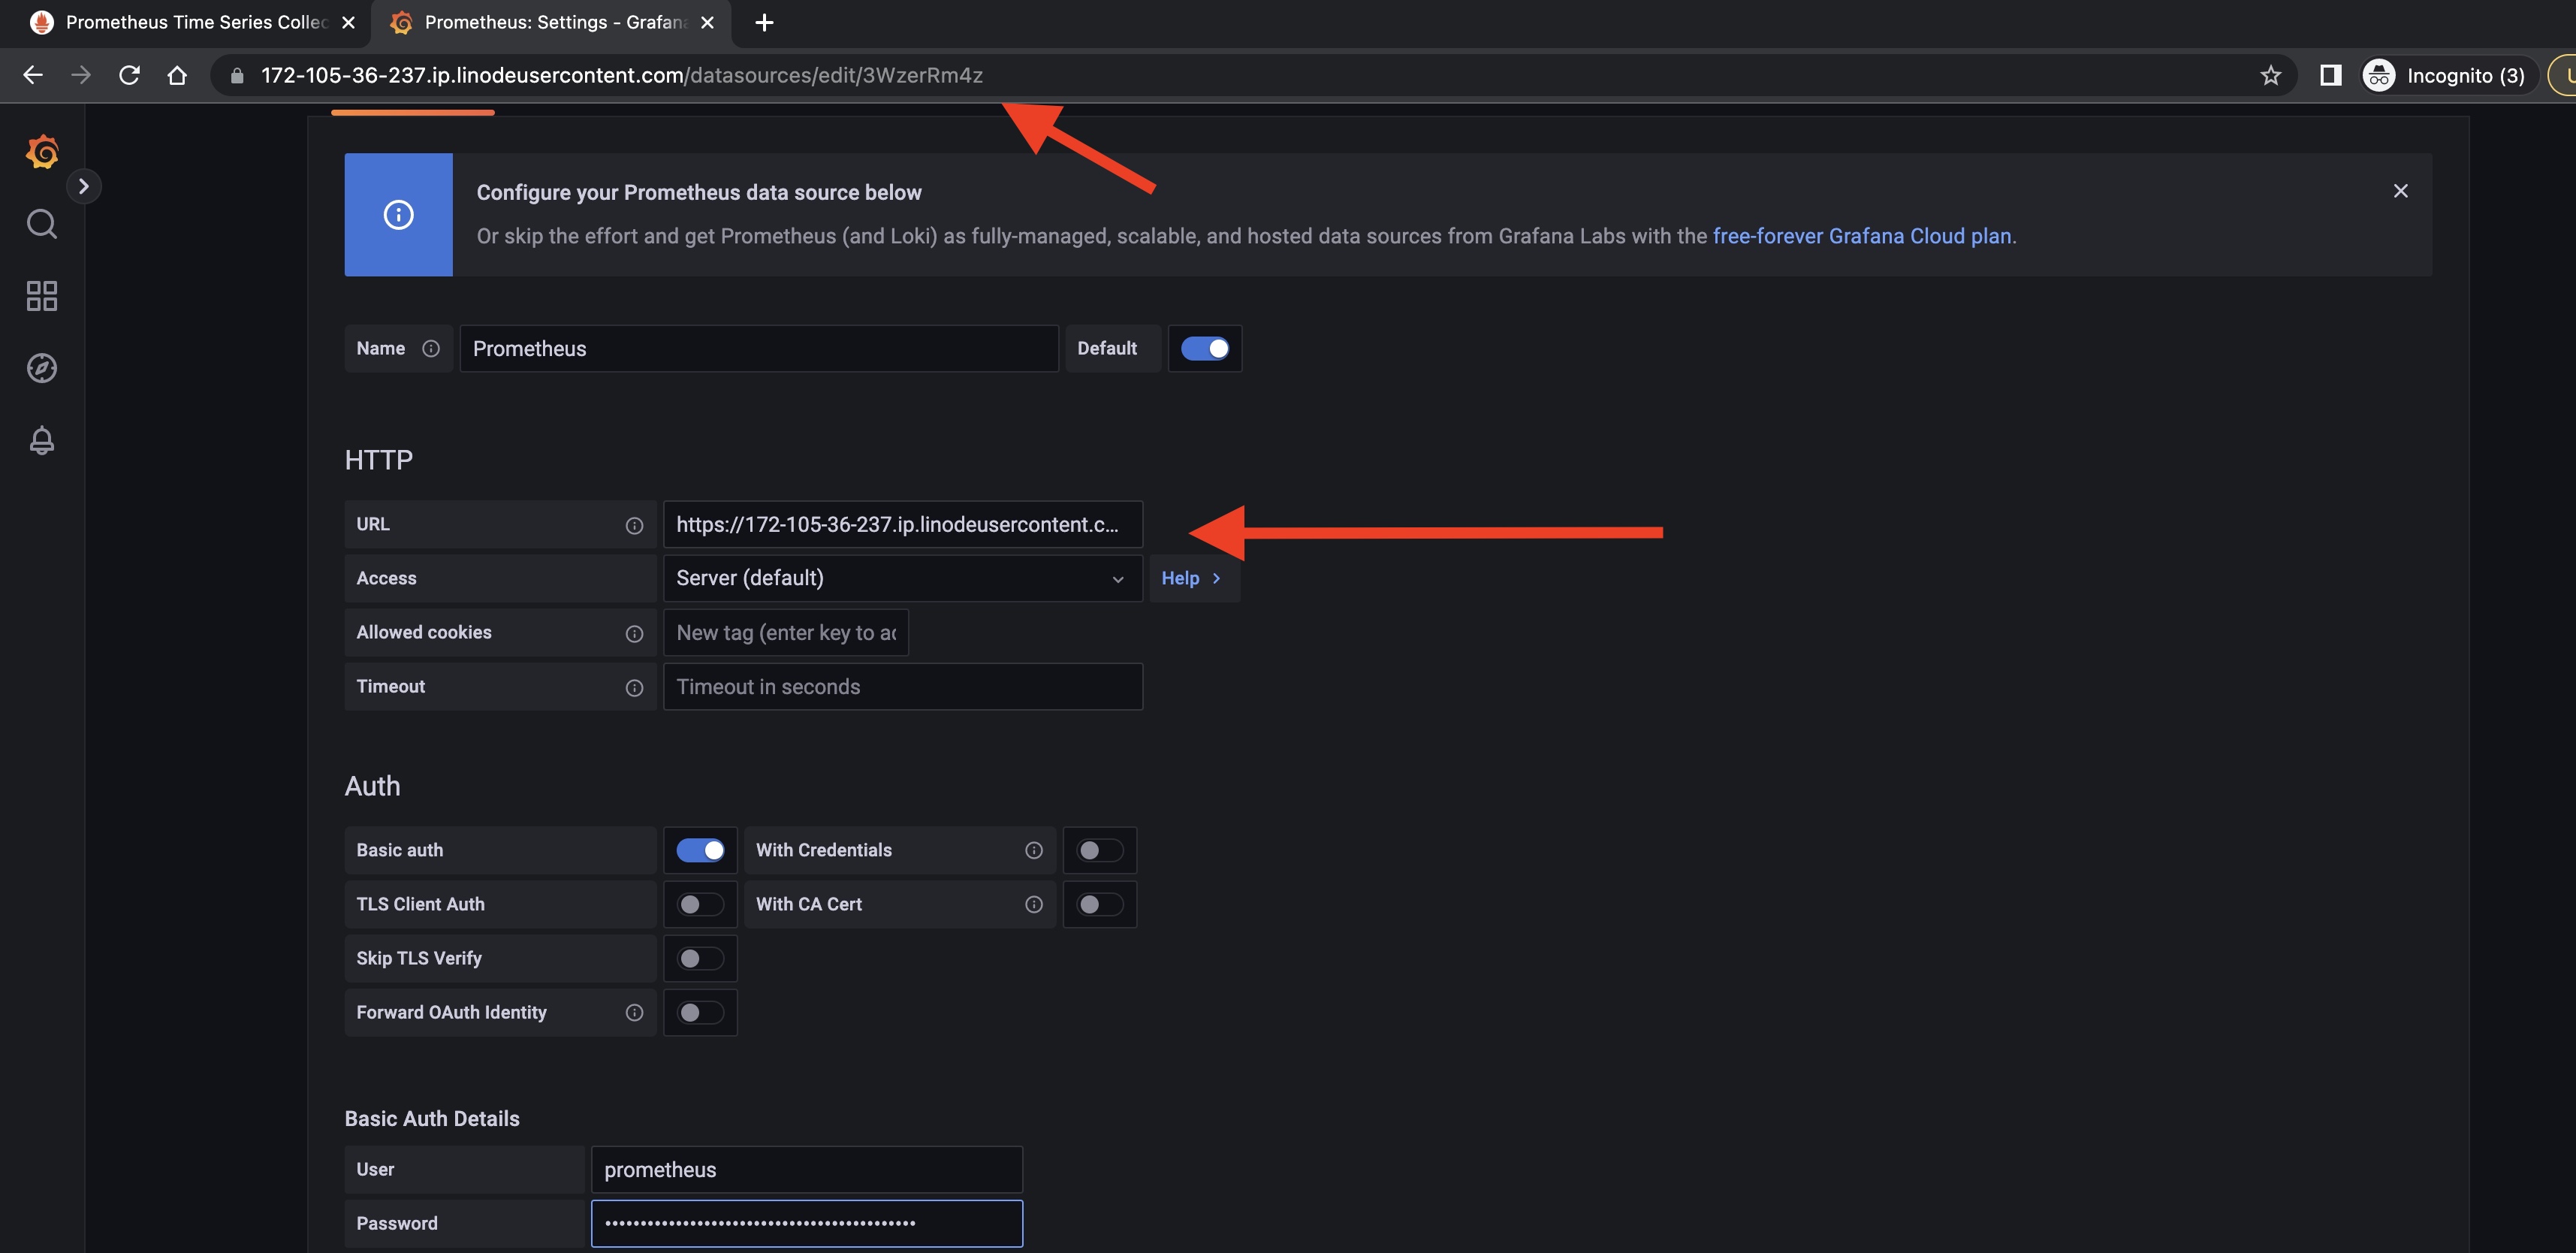 Prometheus Time Series Collec
Prometheus: Settings - Grafana
172-105-36-237.ip.linodeusercontent.com/datasources/edit/3WzerRm4z
Incognito (3)
Configure your Prometheus data source below
Or skip the effort and get Prometheus (and Loki) as fully-managed, scalable, and hosted data sources from Grafana Labs with the free-forever Grafana Cloud plan.
Name Prometheus Default
HTTP
URL https://172-105-36-237.ip.linodeusercontent.c...
Access Server (default) Help
Allowed cookies New tag (enter key to ac
Timeout Timeout in seconds
Auth
Basic auth With Credentials
TLS Client Auth With CA Cert
Skip TLS Verify
Forward OAuth Identity
Basic Auth Details
User prometheus
Password